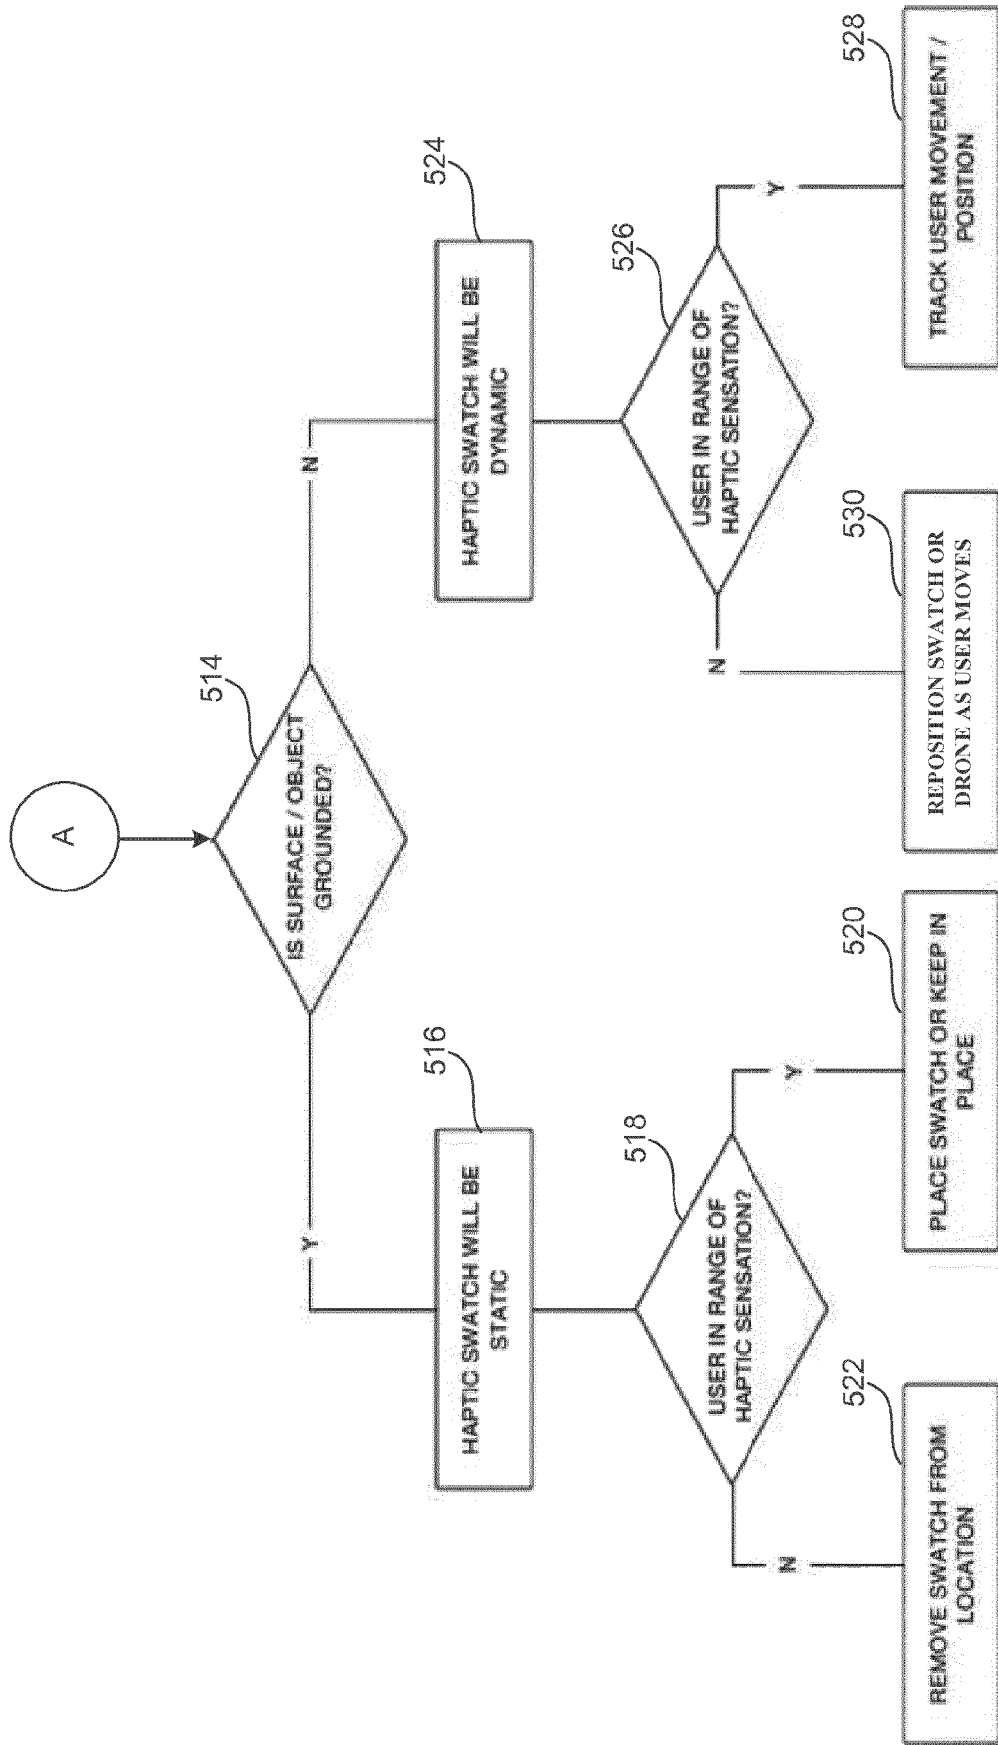 A
514
IS SURFACE / OBJECT
GROUNDED?
Y
N
516
HAPTIC SWATCH WILL BE
STATIC
524
HAPTIC SWATCH WILL BE
DYNAMIC
518
USER IN RANGE OF
HAPTIC SENSATION?
N
Y
526
USER IN RANGE OF
HAPTIC SENSATION?
N
Y
522
REMOVE SWATCH FROM
LOCATION
520
PLACE SWATCH OR KEEP IN
PLACE
530
REPOSITION SWATCH OR
DRONE AS USER MOVES
528
TRACK USER MOVEMENT /
POSITION